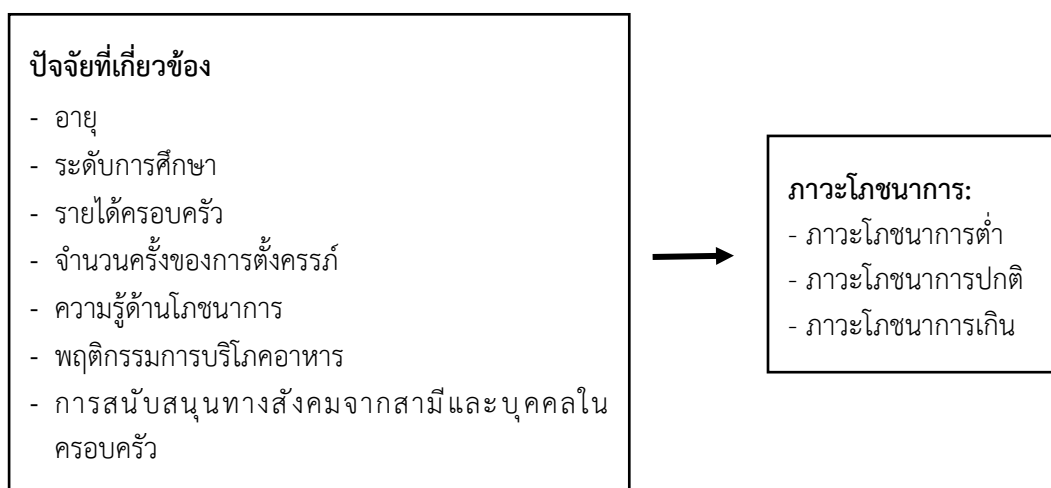 ปัจจัยที่เกี่ยวข้อง
- อายุ
- ระดับการศึกษา
- รายได้ครอบครัว
- จำนวนครั้งของการตั้งครรภ์
- ความรู้ด้านโภชนาการ
- พฤติกรรมการบริโภคอาหาร
- การสนับสนุนทางสังคมจากสามีและบุคคลใน
ครอบครัว
ภาวะโภชนาการ:
- ภาวะโภชนาการต่ำ
- ภาวะโภชนาการปกติ
- ภาวะโภชนาการเกิน